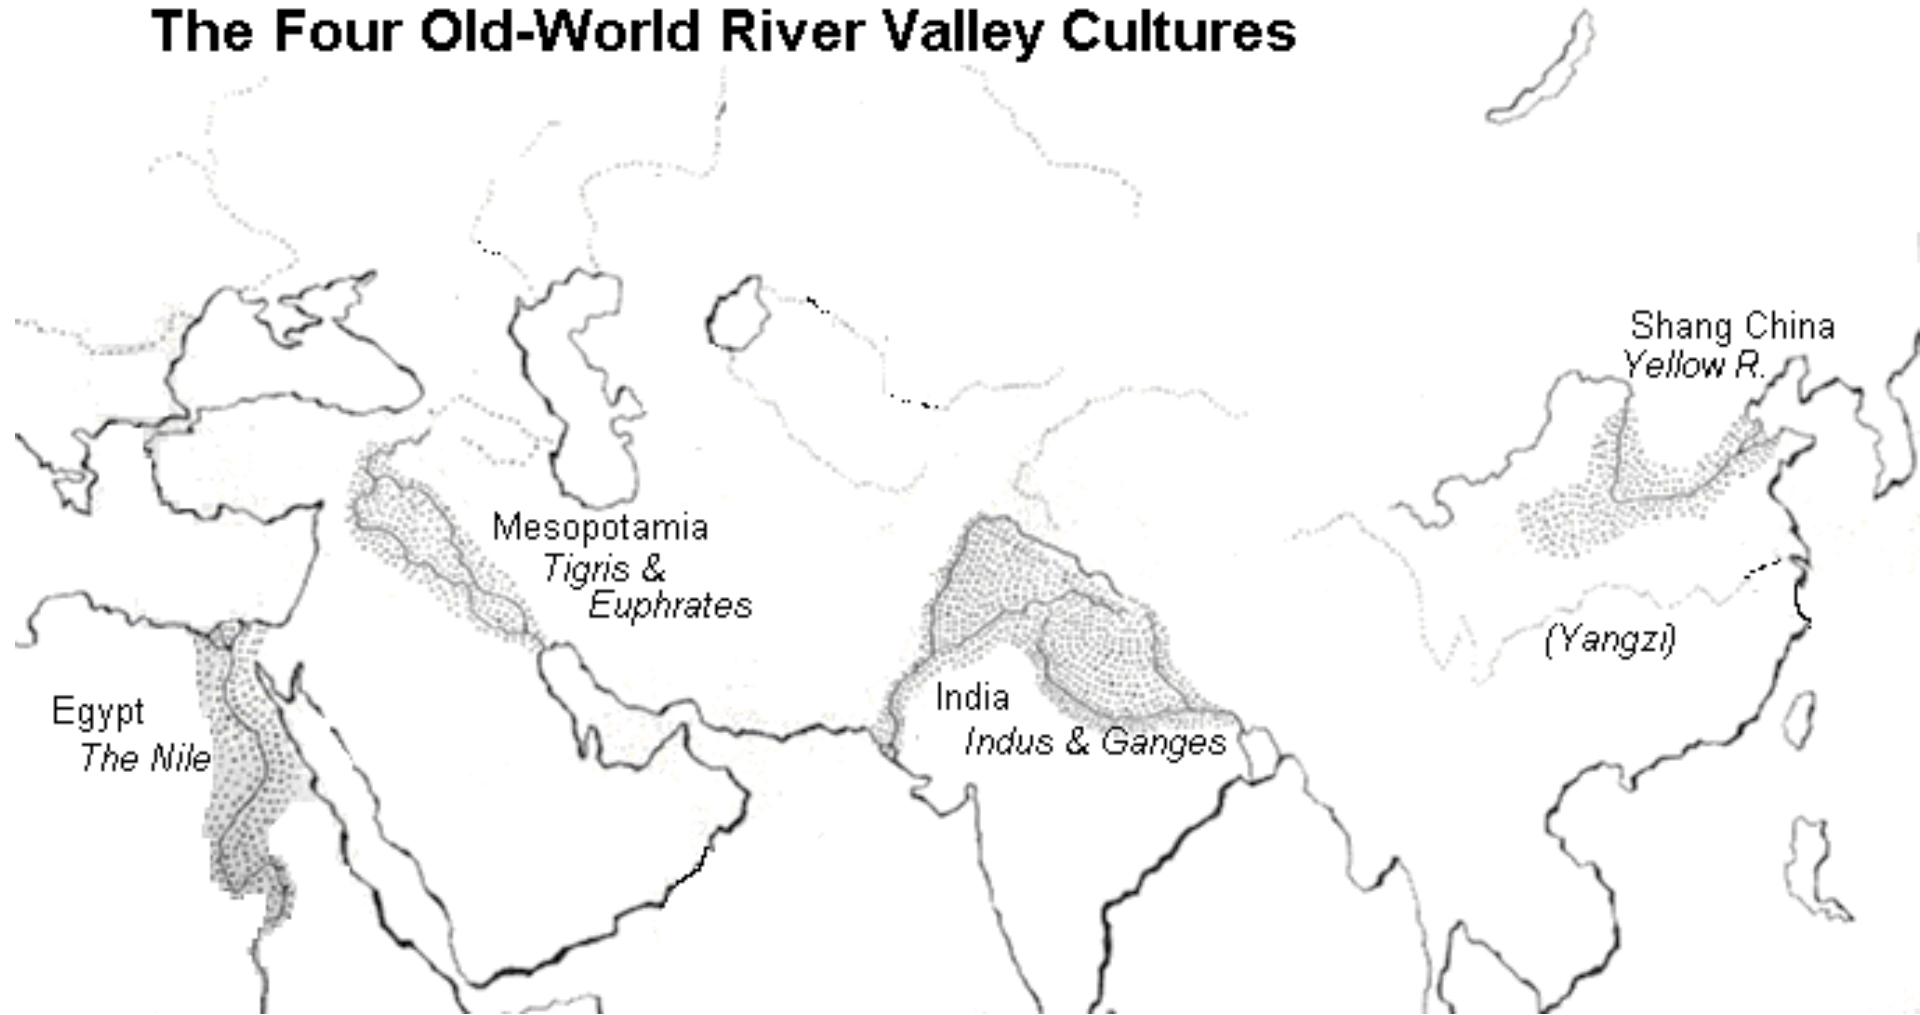 The Four Old-World River Valley Cultures
Shang China
Yellow R.
Mesopotamia
Tigris &
Euphrates
(Yangzi)
Egypt
The Nile
India
Indus & Ganges